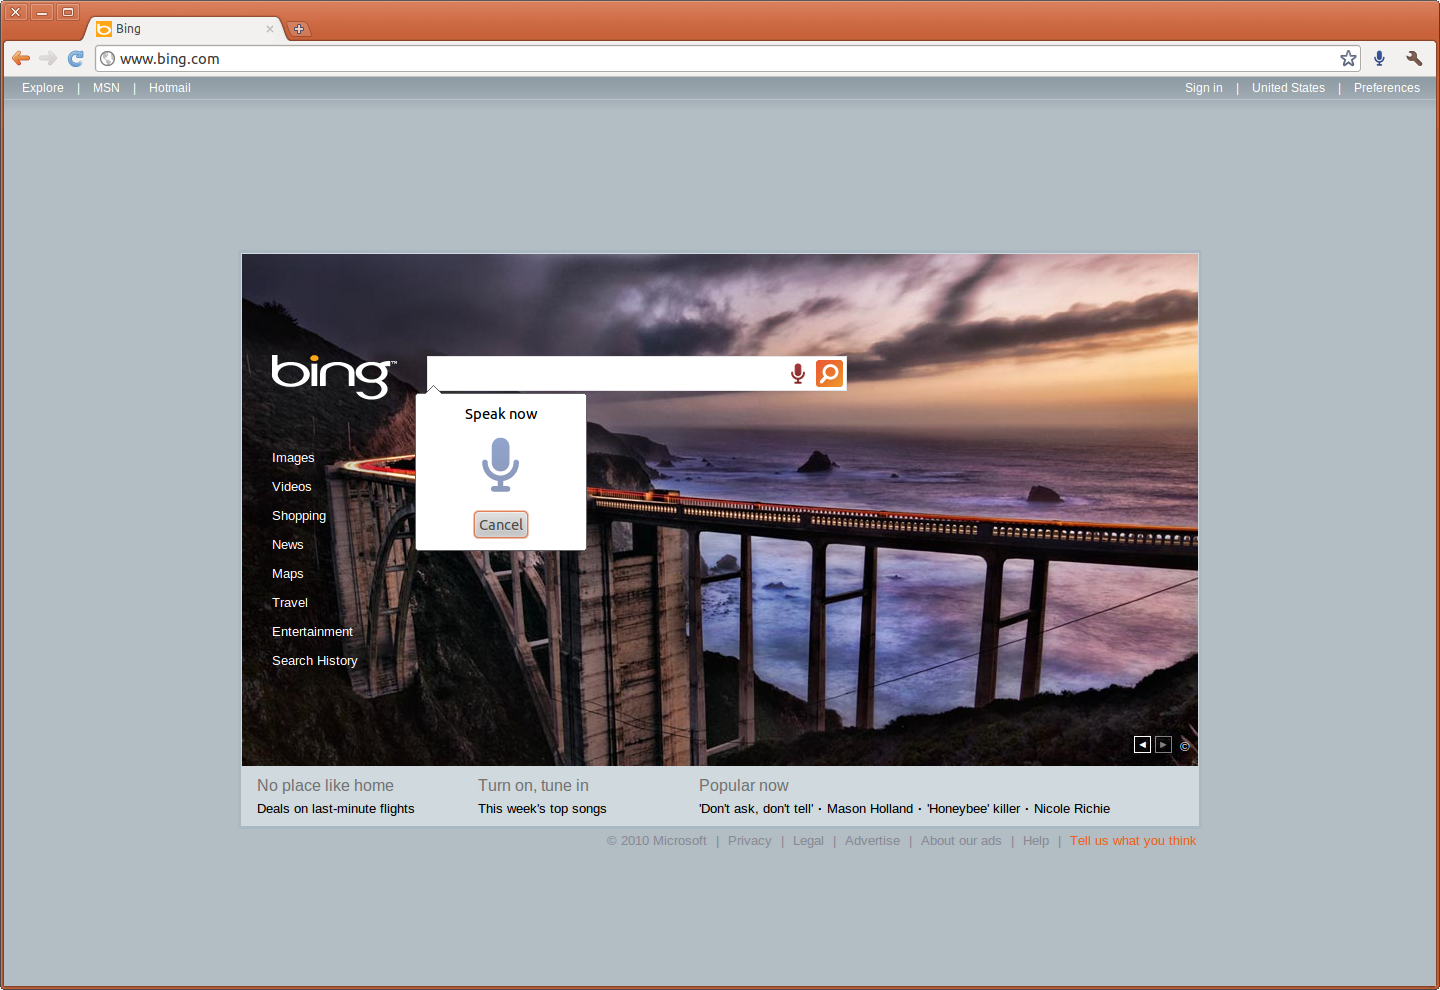 Bing
www.bing.com
Explore | MSN | Hotmail
Sign in | United States | Preferences
bing™
Speak now
Cancel
Images
Videos
Shopping
News
Maps
Travel
Entertainment
Search History
©
No place like home
Deals on last-minute flights
Turn on, tune in
This week's top songs
Popular now
'Don't ask, don't tell' · Mason Holland · 'Honeybee' killer · Nicole Richie
© 2010 Microsoft | Privacy | Legal | Advertise | About our ads | Help | Tell us what you think